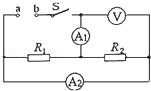 a b S V
A₁
R₁ R₂
A₂